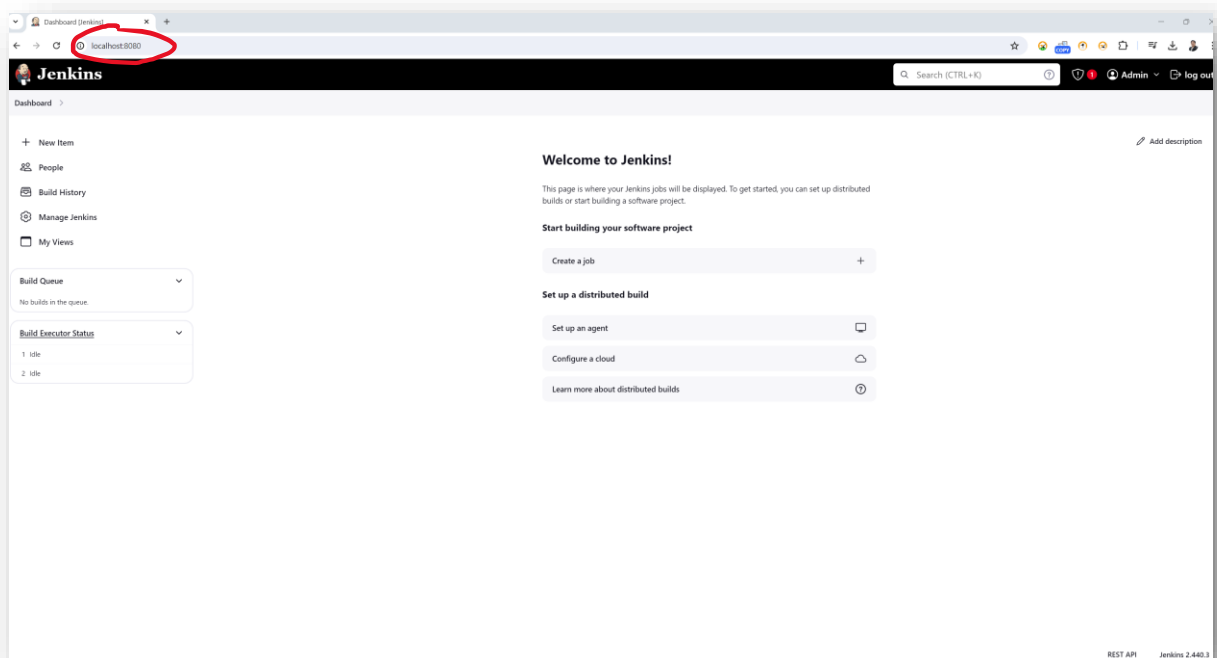 Dashboard [Jenkins]
localhost:8080
COPY
Jenkins
Search (CTRL+K)
1
Admin
log out
Dashboard
New Item
People
Build History
Manage Jenkins
My Views
Build Queue
No builds in the queue.
Build Executor Status
1 Idle
2 Idle
Add description
Welcome to Jenkins!
This page is where your Jenkins jobs will be displayed. To get started, you can set up distributed
builds or start building a software project.
Start building your software project
Create a job
Set up a distributed build
Set up an agent
Configure a cloud
Learn more about distributed builds
REST API
Jenkins 2.440.3